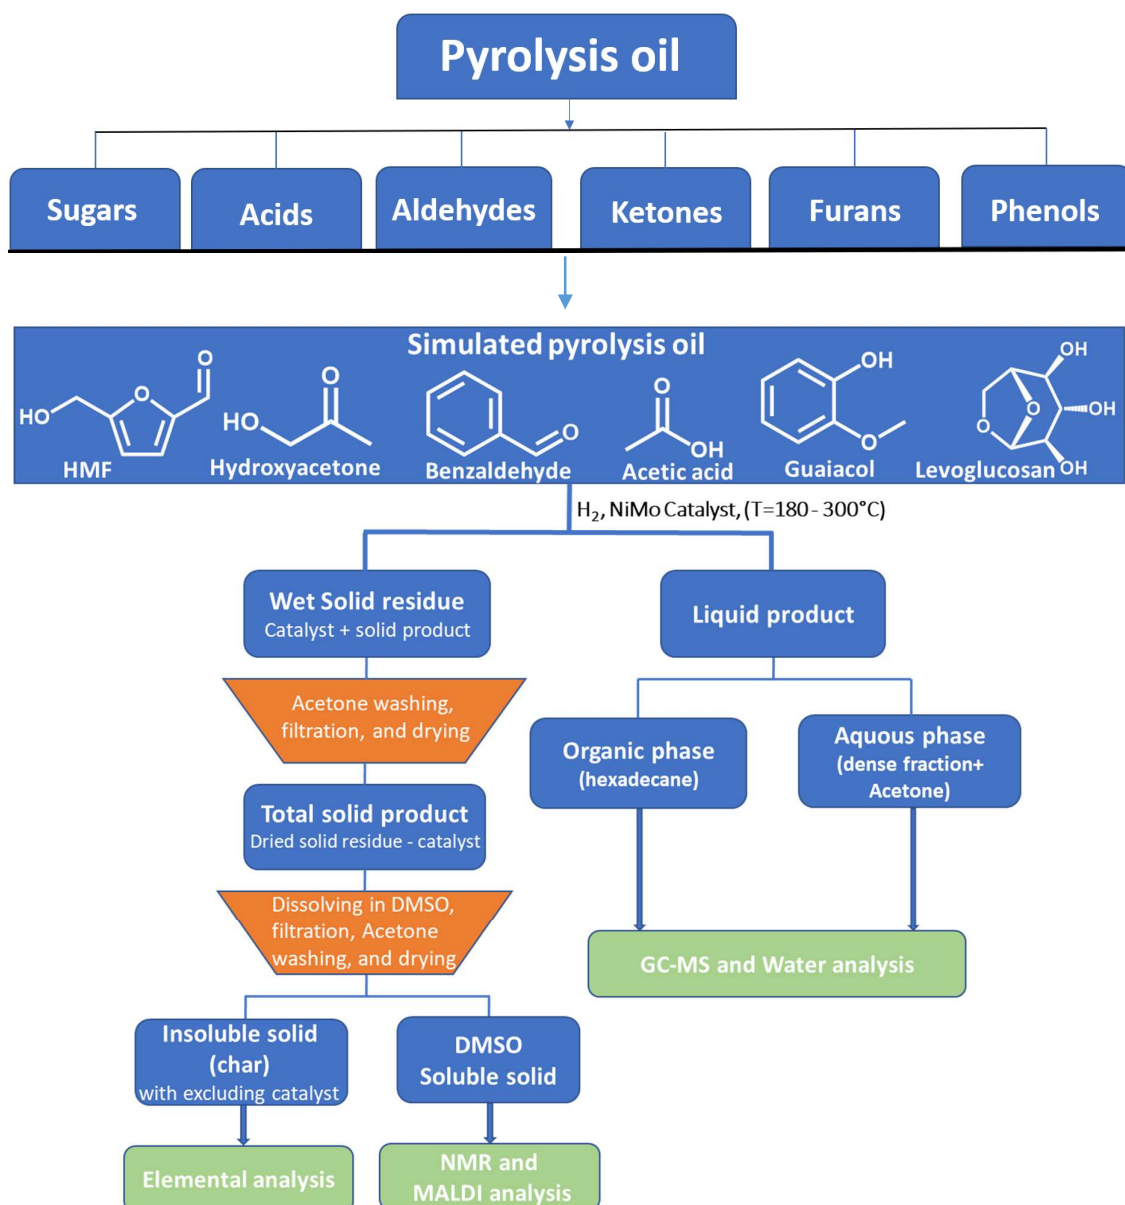 Pyrolysis oil
Sugars
Acids
Aldehydes
Ketones
Furans
Phenols
Simulated pyrolysis oil
HO
O
O
HMF
HO
O
Hydroxyacetone
O
Benzaldehyde
O
OH
Acetic acid
OH
O
Guaiacol
OH
O
OH
O
OH
Levoglucosan
H₂, NiMo Catalyst, (T=180 - 300°C)
Wet Solid residue
Catalyst + solid product
Liquid product
Acetone washing,
filtration, and drying
Organic phase
(hexadecane)
Aquous phase
(dense fraction+
Acetone)
Total solid product
Dried solid residue - catalyst
Dissolving in DMSO,
filtration, Acetone
washing, and drying
GC-MS and Water analysis
Insoluble solid
(char)
with excluding catalyst
DMSO
Soluble solid
Elemental analysis
NMR and
MALDI analysis